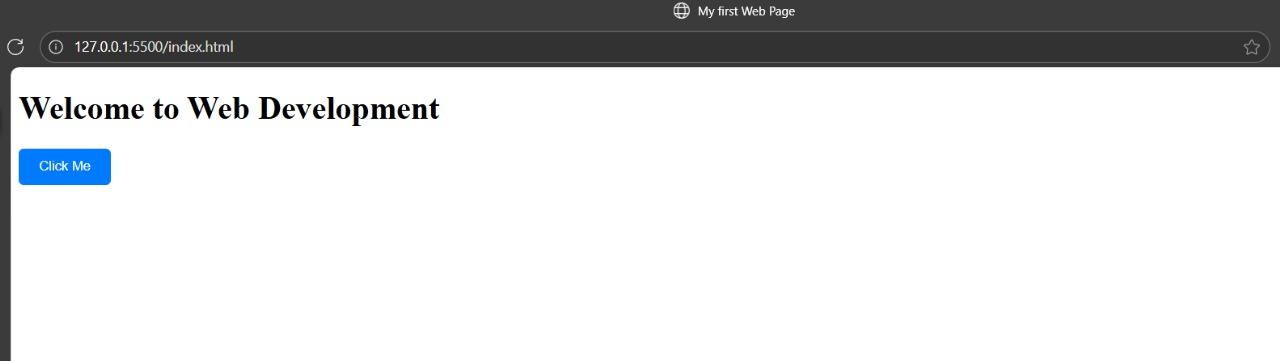 My first Web Page
127.0.0.1:5500/index.html
Welcome to Web Development
Click Me